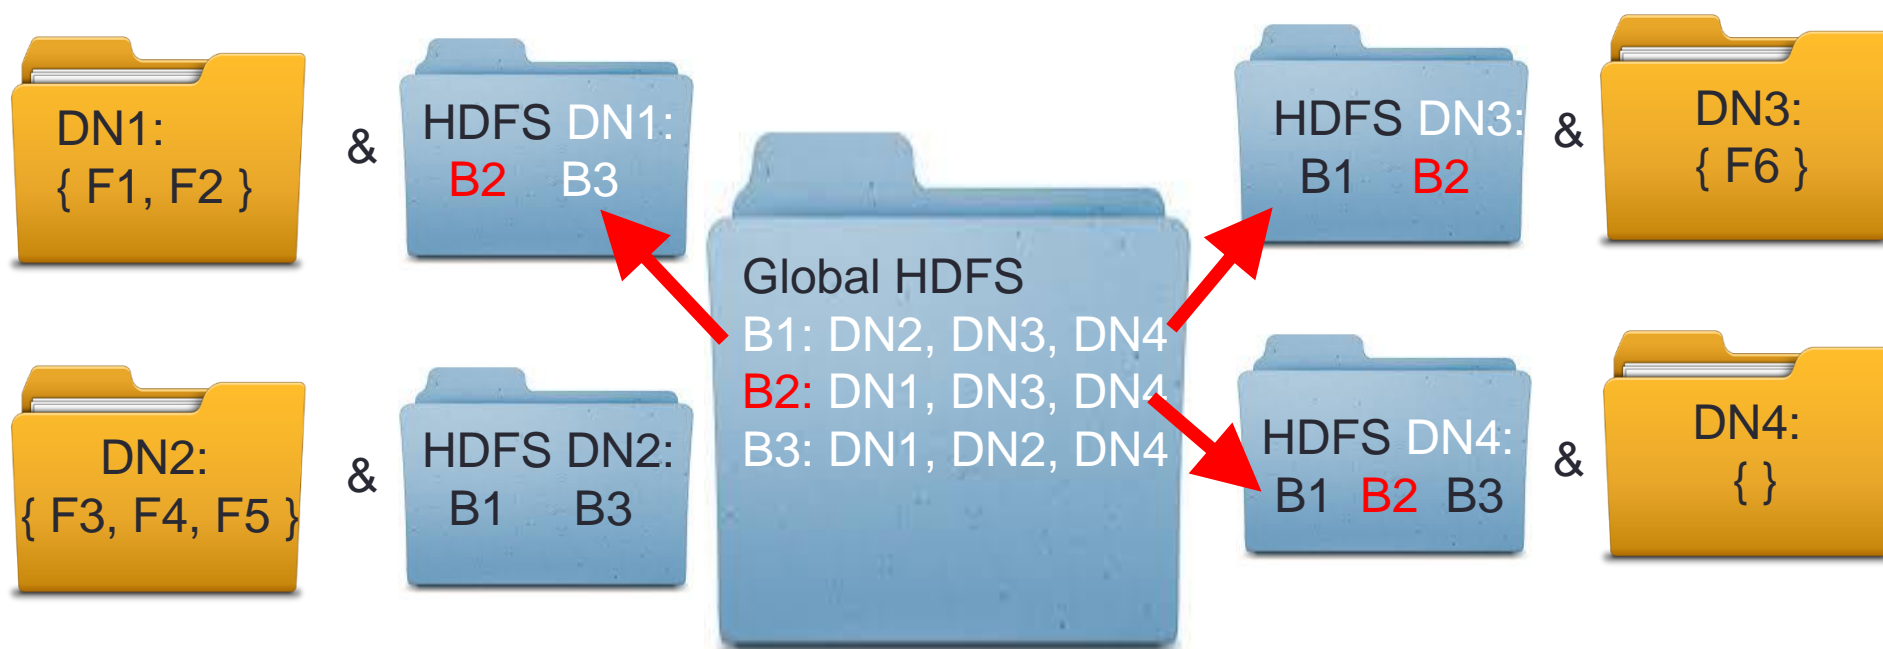 DN1:
{ F1, F2 }
&
HDFS DN1:
B2 B3
Global HDFS
B1: DN2, DN3, DN4
B2: DN1, DN3, DN4
B3: DN1, DN2, DN4
HDFS DN3:
B1 B2
&
DN3:
{ F6 }
DN2:
{ F3, F4, F5 }
&
HDFS DN2:
B1 B3
HDFS DN4:
B1 B2 B3
&
DN4:
{ }